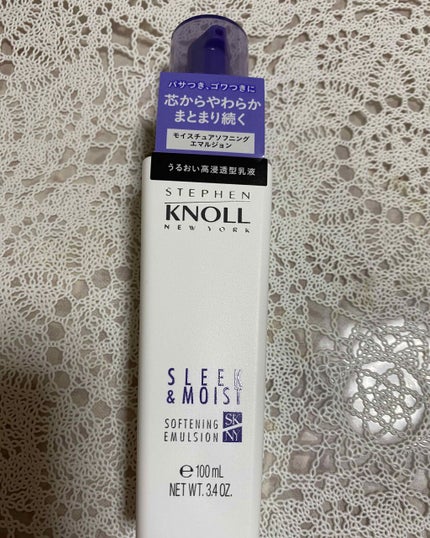 パサつき、ゴワつきに
芯からやわらか
まとまり続く
モイスチュアソフニング
エマルジョン
うるおい高浸透型乳液
STEPHEN
KNOLL
NEW YORK
SLEEK
& MOIST
SOFTENING
EMULSION
SK
NY
e 100 mL
NET WT. 3.4 OZ.